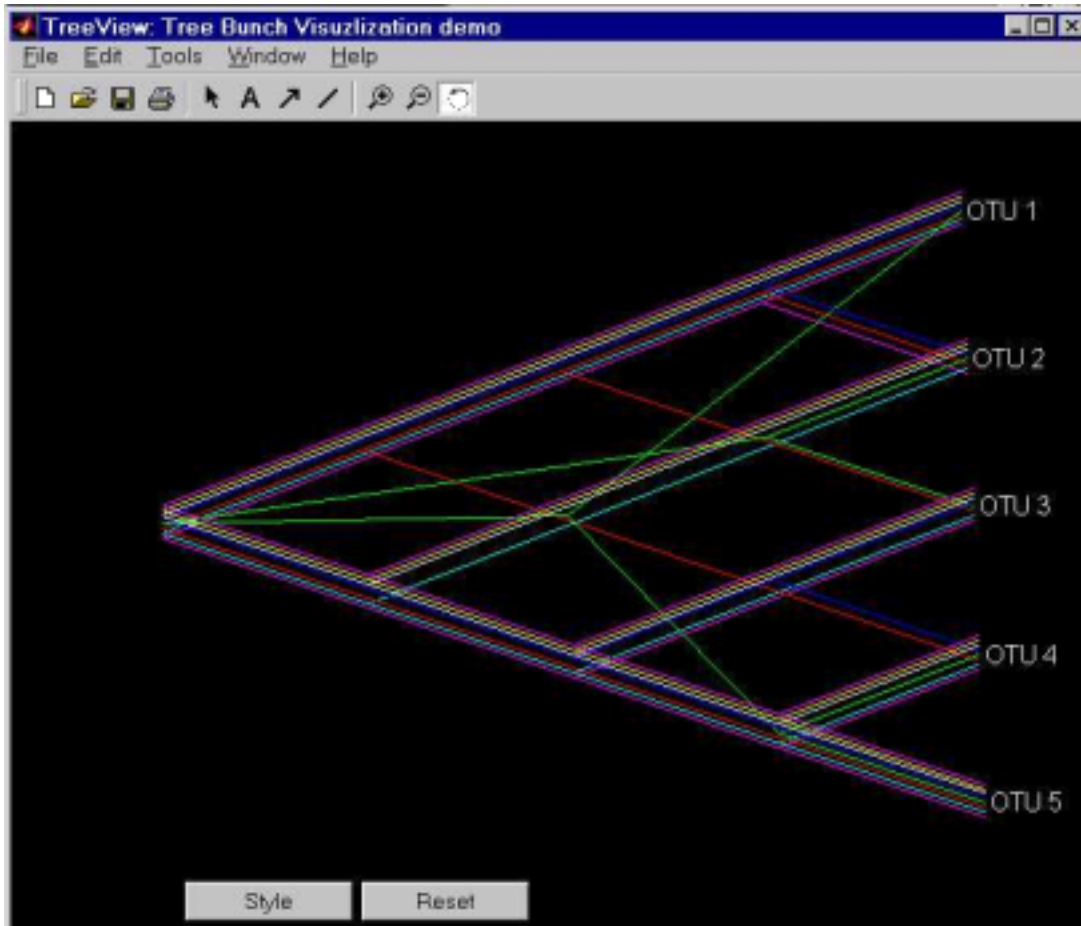 TreeView: Tree Bunch Visuzlization demo
File Edit Tools Window Help
A
OTU 1
OTU 2
OTU 3
OTU 4
OTU 5
Style Reset